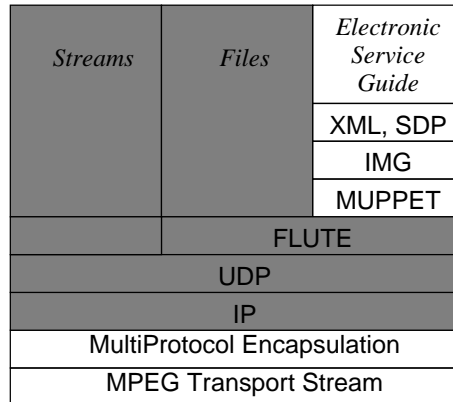 Streams
Files
Electronic
Service
Guide
XML, SDP
IMG
MUPPET
FLUTE
UDP
IP
MultiProtocol Encapsulation
MPEG Transport Stream